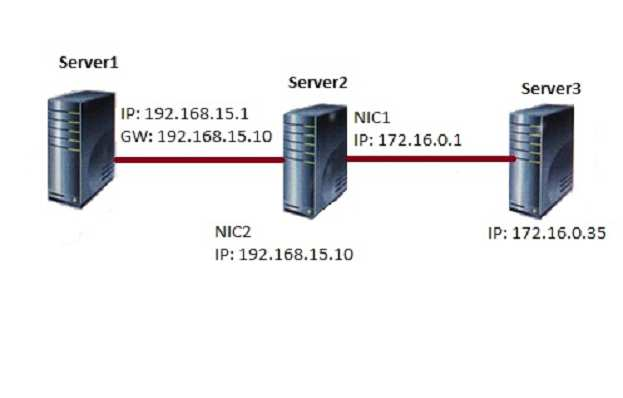 Server1
IP: 192.168.15.1
GW: 192.168.15.10
Server2
NIC1
IP: 172.16.0.1
Server3
NIC2
IP: 192.168.15.10
IP: 172.16.0.35